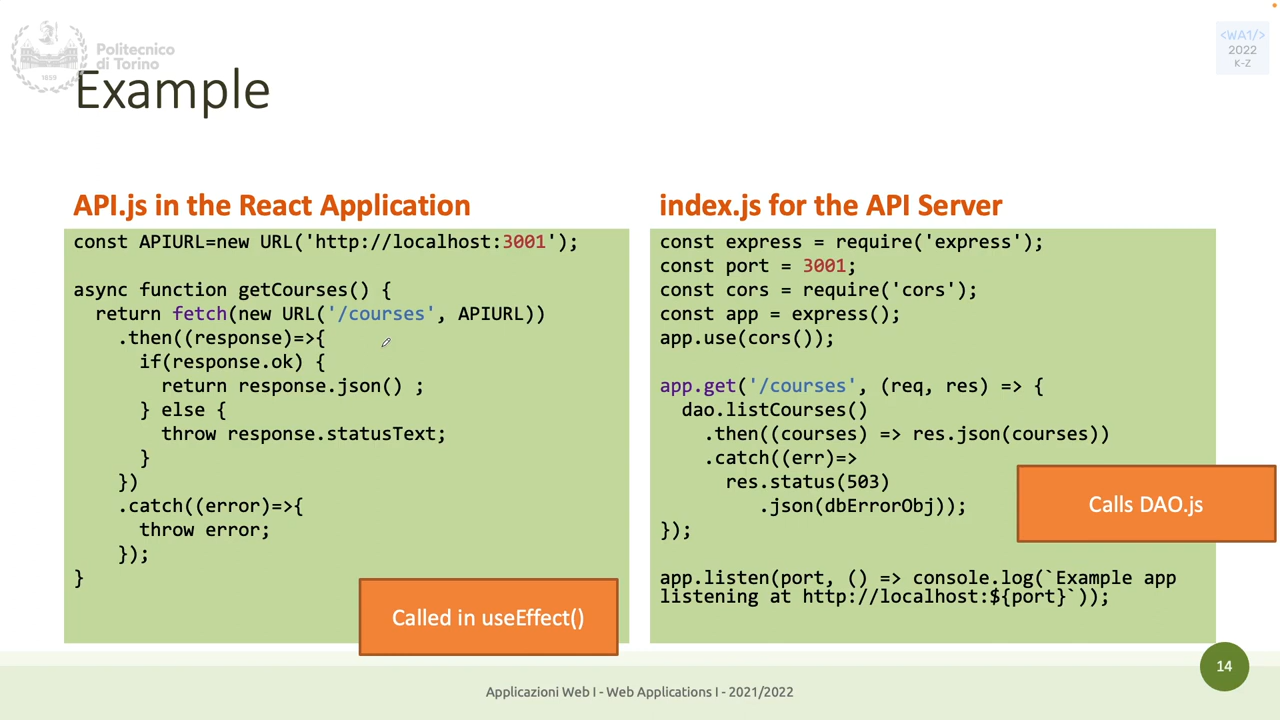 Politecnico
di Torino
1859
<WA1/>
2022
K-Z
Example
API.js in the React Application
const APIURL=new URL('http://localhost:3001');
async function getCourses() {
return fetch(new URL('/courses', APIURL))
.then((response)=>{
if(response.ok) {
return response.json() ;
} else {
throw response.statusText;
}
})
.catch((error)=>{
throw error;
});
}
Called in useEffect()
index.js for the API Server
const express = require('express');
const port = 3001;
const cors = require('cors');
const app = express();
app.use(cors());
app.get('/courses', (req, res) => {
dao.listCourses()
.then((courses) => res.json(courses))
.catch((err)=>
res.status(503)
.json(dbErrorObj));
});
Calls DAO.js
app.listen(port, () => console.log(`Example app
listening at http://localhost:${port}`));
14
Applicazioni Web I - Web Applications I - 2021/2022